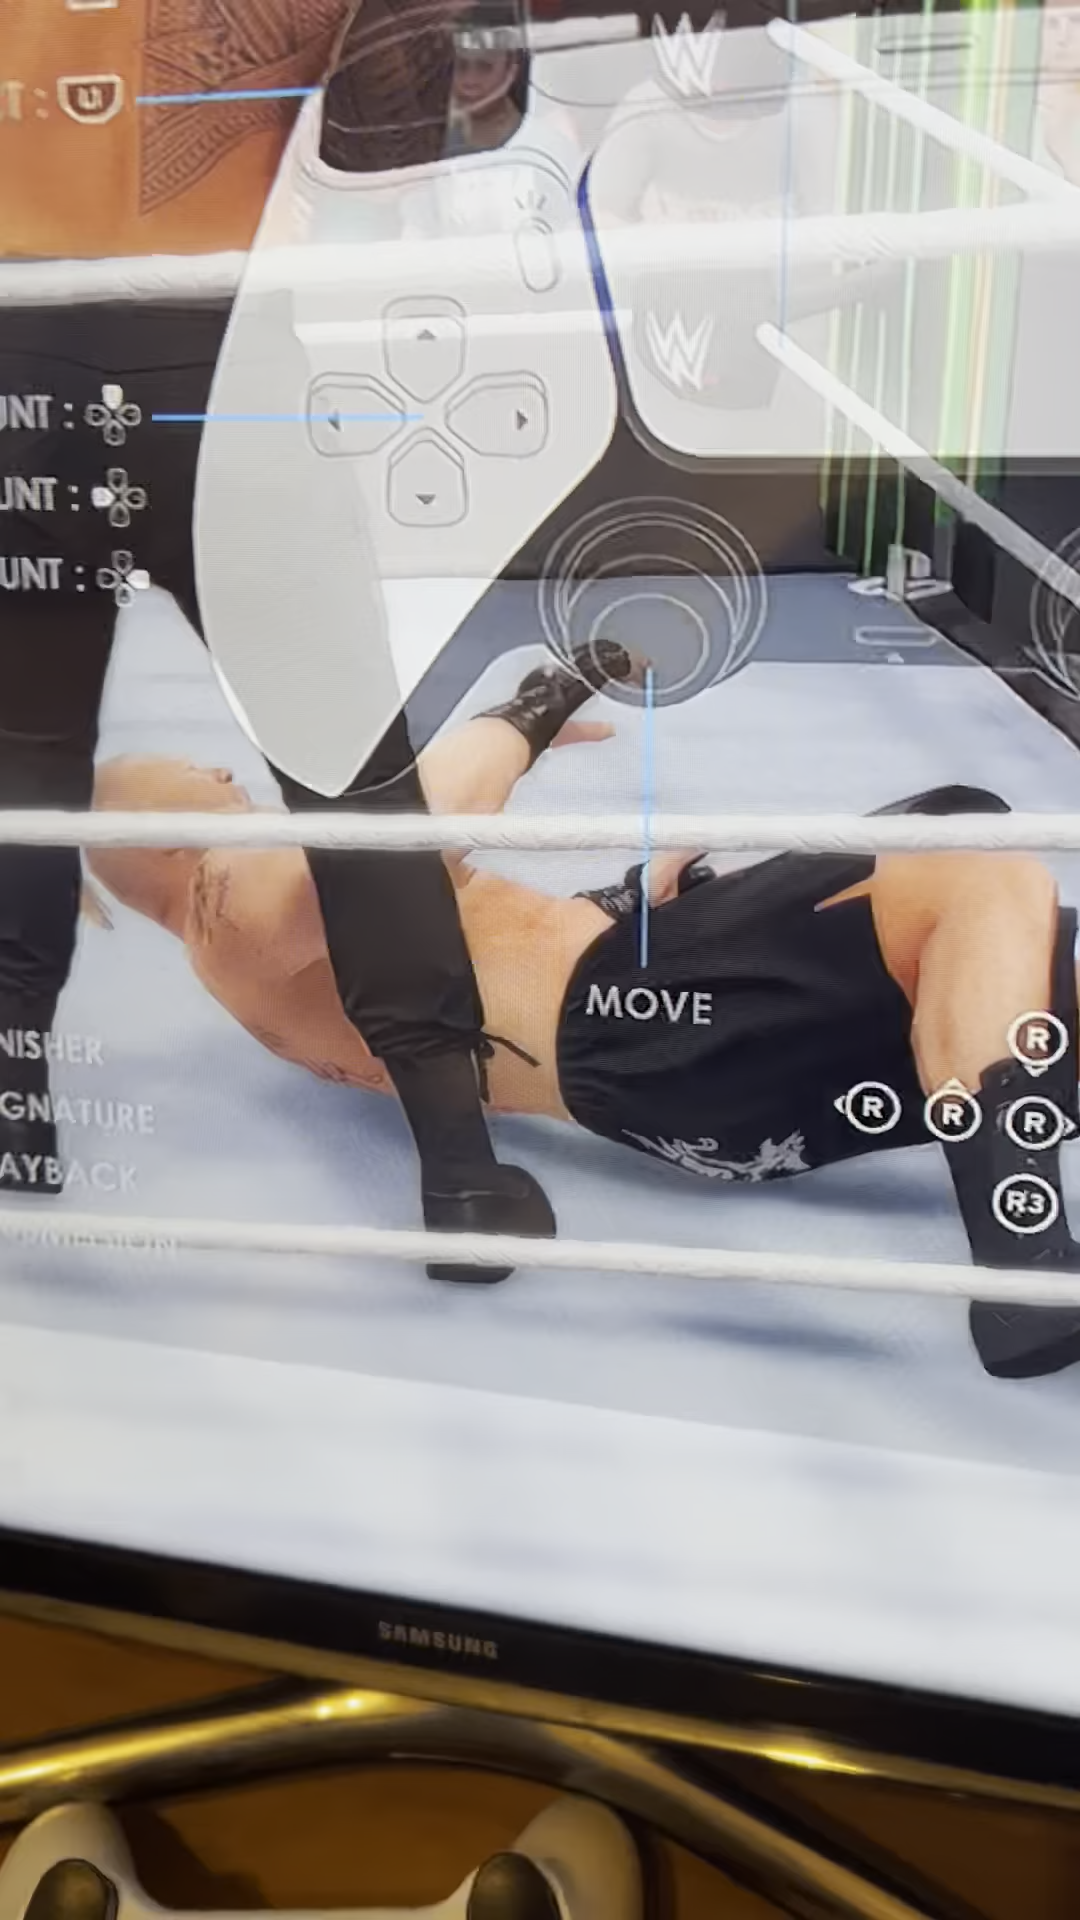 T :
UNT :
UNT :
UNT :
MOVE
NISHER
GNATURE
AYBACK
R
R
R
R
R3
SAMSUNG